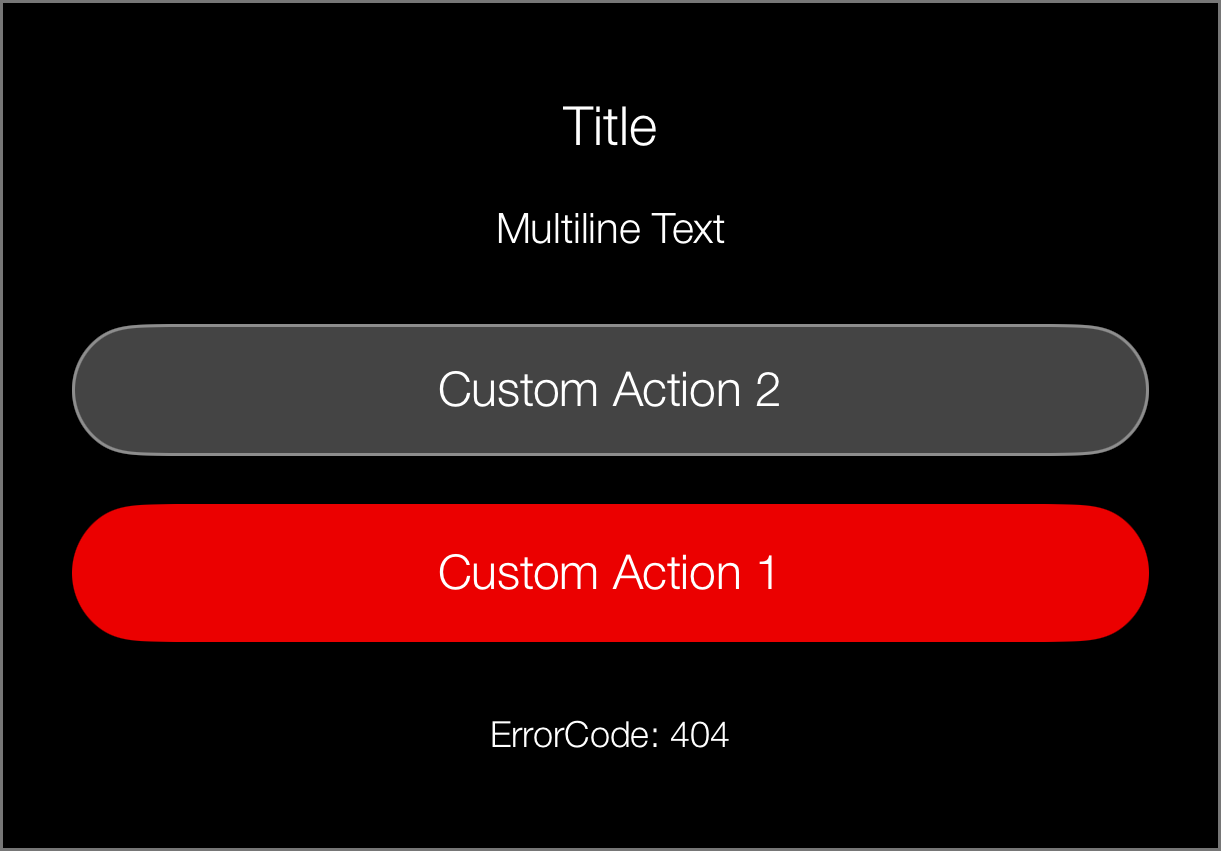 Title
Multiline Text
Custom Action 2
Custom Action 1
ErrorCode: 404